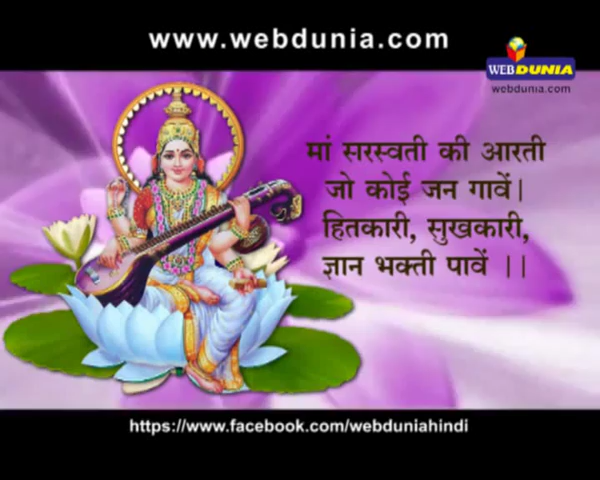 www.webdunia.com
WEBDUNIA
webdunia.com
मां सरस्वती की आरती
जो कोई जन गावें|
हितकारी, सुखकारी,
ज्ञान भक्ती पावें ||
https://www.facebook.com/webduniahindi